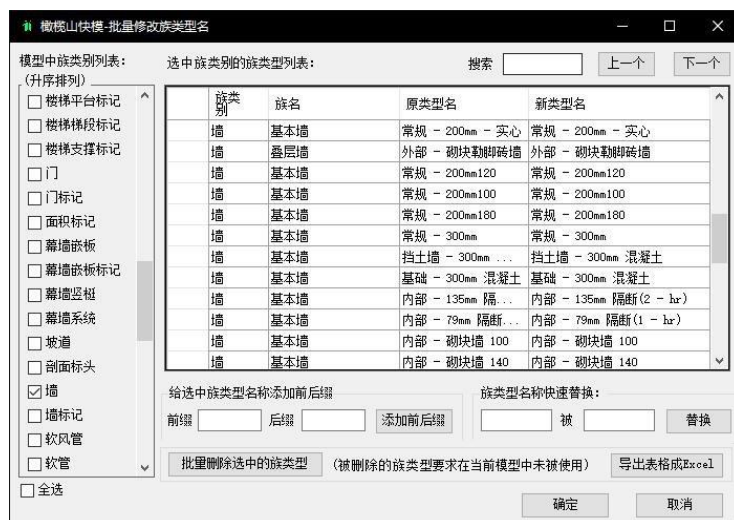 橄榄山快模-批量修改族类型名
模型中族类别列表:
(升序排列)
楼梯平台标记
楼梯梯段标记
楼梯支撑标记
门
门标记
面积标记
幕墙嵌板
幕墙嵌板标记
幕墙竖梃
幕墙系统
坡道
剖面标头
墙
墙标记
软风管
软管
全选
选中族类别的族类型列表:
搜索
上一个
下一个
族类别 族名 原类型名 新类型名
墙 基本墙 常规 - 200mm - 实心 常规 - 200mm - 实心
墙 叠层墙 外部 - 砌块勒脚砖墙 外部 - 砌块勒脚砖墙
墙 基本墙 常规 - 200mm120 常规 - 200mm120
墙 基本墙 常规 - 200mm100 常规 - 200mm100
墙 基本墙 常规 - 200mm180 常规 - 200mm180
墙 基本墙 常规 - 300mm 常规 - 300mm
墙 基本墙 挡土墙 - 300mm ... 挡土墙 - 300mm 混凝土
墙 基本墙 基础 - 300mm 混凝土 基础 - 300mm 混凝土
墙 基本墙 内部 - 135mm 隔... 内部 - 135mm 隔断(2 - hr)
墙 基本墙 内部 - 79mm 隔断... 内部 - 79mm 隔断(1 - hr)
墙 基本墙 内部 - 砌块墙 100 内部 - 砌块墙 100
墙 基本墙 内部 - 砌块墙 140 内部 - 砌块墙 140
给选中族类型名称添加前后缀
前缀 后缀 添加前后缀
族类型名称快速替换:
被 替换
批量删除选中的族类型 (被删除的族类型要求在当前模型中未被使用) 导出表格成Excel
确定 取消